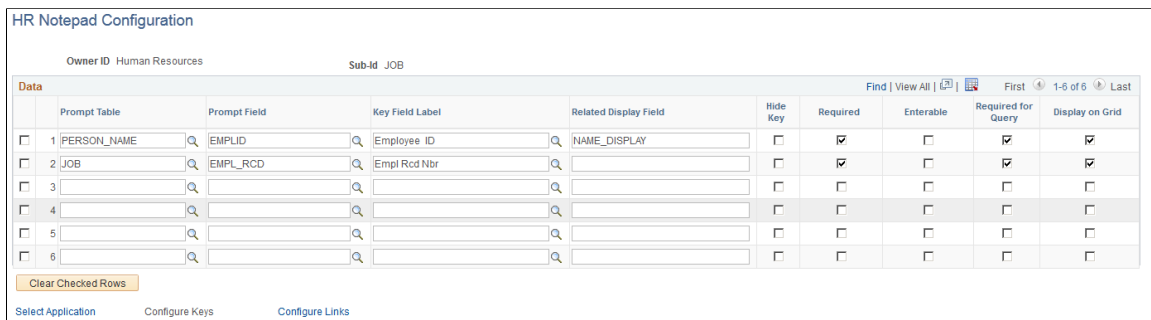 HR Notepad Configuration
Owner ID Human Resources Sub-Id JOB
Data Find | View All | | First 1-6 of 6 Last
Prompt Table Prompt Field Key Field Label Related Display Field Hide Key Required Enterable Required for Query Display on Grid
1 PERSON_NAME EMPLID Employee ID NAME_DISPLAY
2 JOB EMPL_RCD Empl Rcd Nbr
3
4
5
6
Clear Checked Rows
Select Application Configure Keys Configure Links